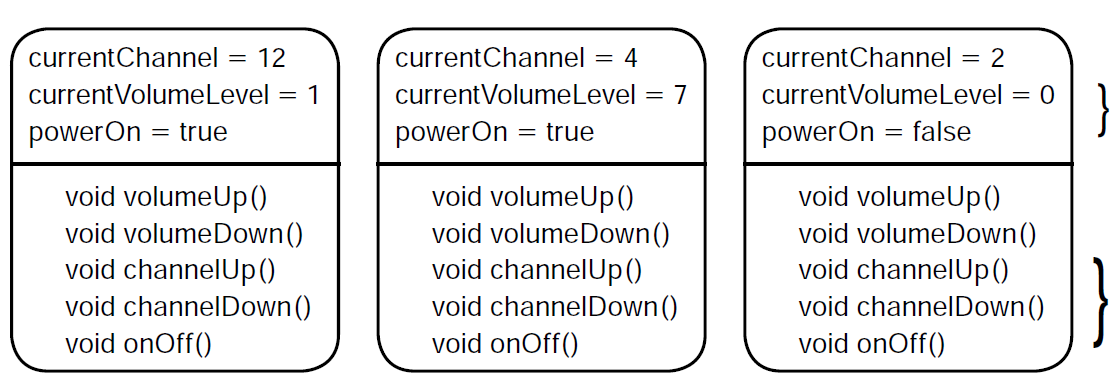 currentChannel = 12
currentVolumeLevel = 1
powerOn = true
void volumeUp()
void volumeDown()
void channelUp()
void channelDown()
void onOff()
currentChannel = 4
currentVolumeLevel = 7
powerOn = true
void volumeUp()
void volumeDown()
void channelUp()
void channelDown()
void onOff()
currentChannel = 2
currentVolumeLevel = 0
powerOn = false
void volumeUp()
void volumeDown()
void channelUp()
void channelDown()
void onOff()
}
}